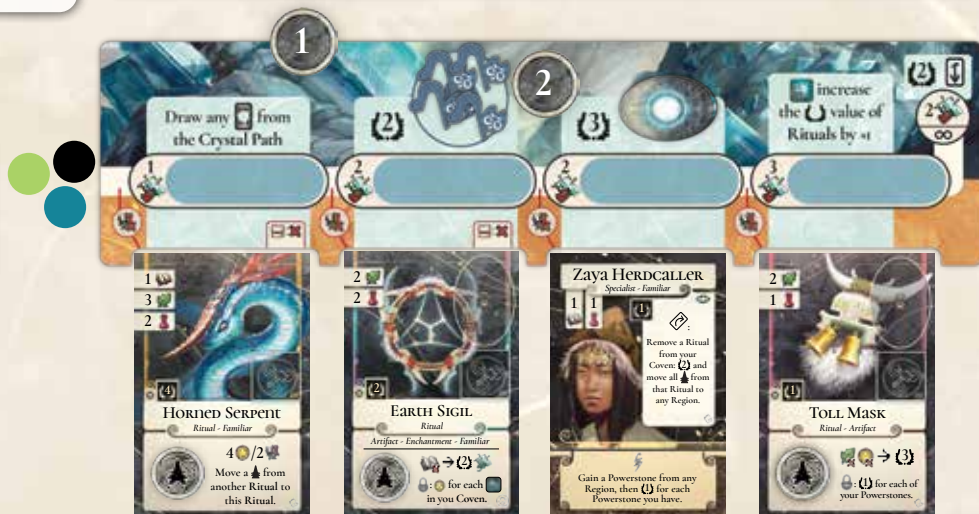 1
2
Draw any from
the Crystal Path
(2)
(3)
increase
the value of
Rituals by +1
(2)
2
∞
1
2
2
3
1
3
2
(4)
Horned Serpent
Ritual - Familiar
4 /2
Move a from
another Ritual to
this Ritual.
2
2
(2)
Earth Sigil
Ritual
Artifact - Enchantment - Familiar
→ (2)
: for each
in you Coven.
Zaya Herdcaller
Specialist - Familiar
1 1
(1)
:
Remove a Ritual
from your
Coven: (2) and
move all from
that Ritual to
any Region.
Gain a Powerstone from any
Region, then (1) for each
Powerstone you have.
2
1
(1)
Toll Mask
Ritual - Artifact
→ (3)
: (1) for each of
your Powerstones.